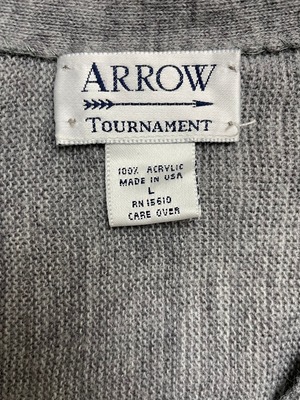 ARROW
TOURNAMENT
100% ACRYLIC
MADE IN USA
L
RN 15610
CARE OVER